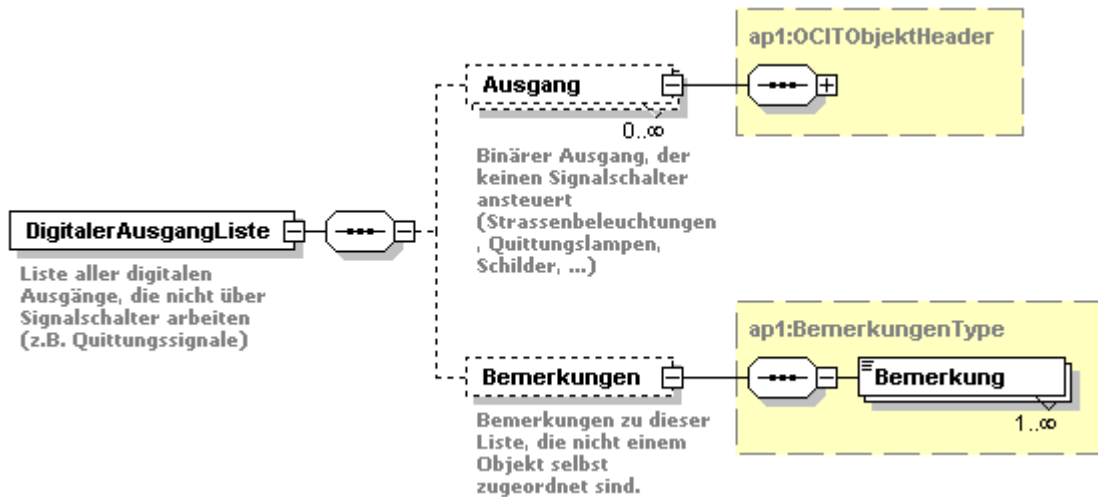 DigitalerAusgangListe
Liste aller digitalen
Ausgänge, die nicht über
Signalschalter arbeiten
(z.B. Quittungssignale)
Ausgang
0..∞
Binärer Ausgang, der
keinen Signalschalter
ansteuert
(Strassenbeleuchtungen
, Quittungslampen,
Schilder, ...)
ap1:OCITObjektHeader
Bemerkungen
Bemerkungen zu dieser
Liste, die nicht einem
Objekt selbst
zugeordnet sind.
ap1:BemerkungenType
Bemerkung
1..∞